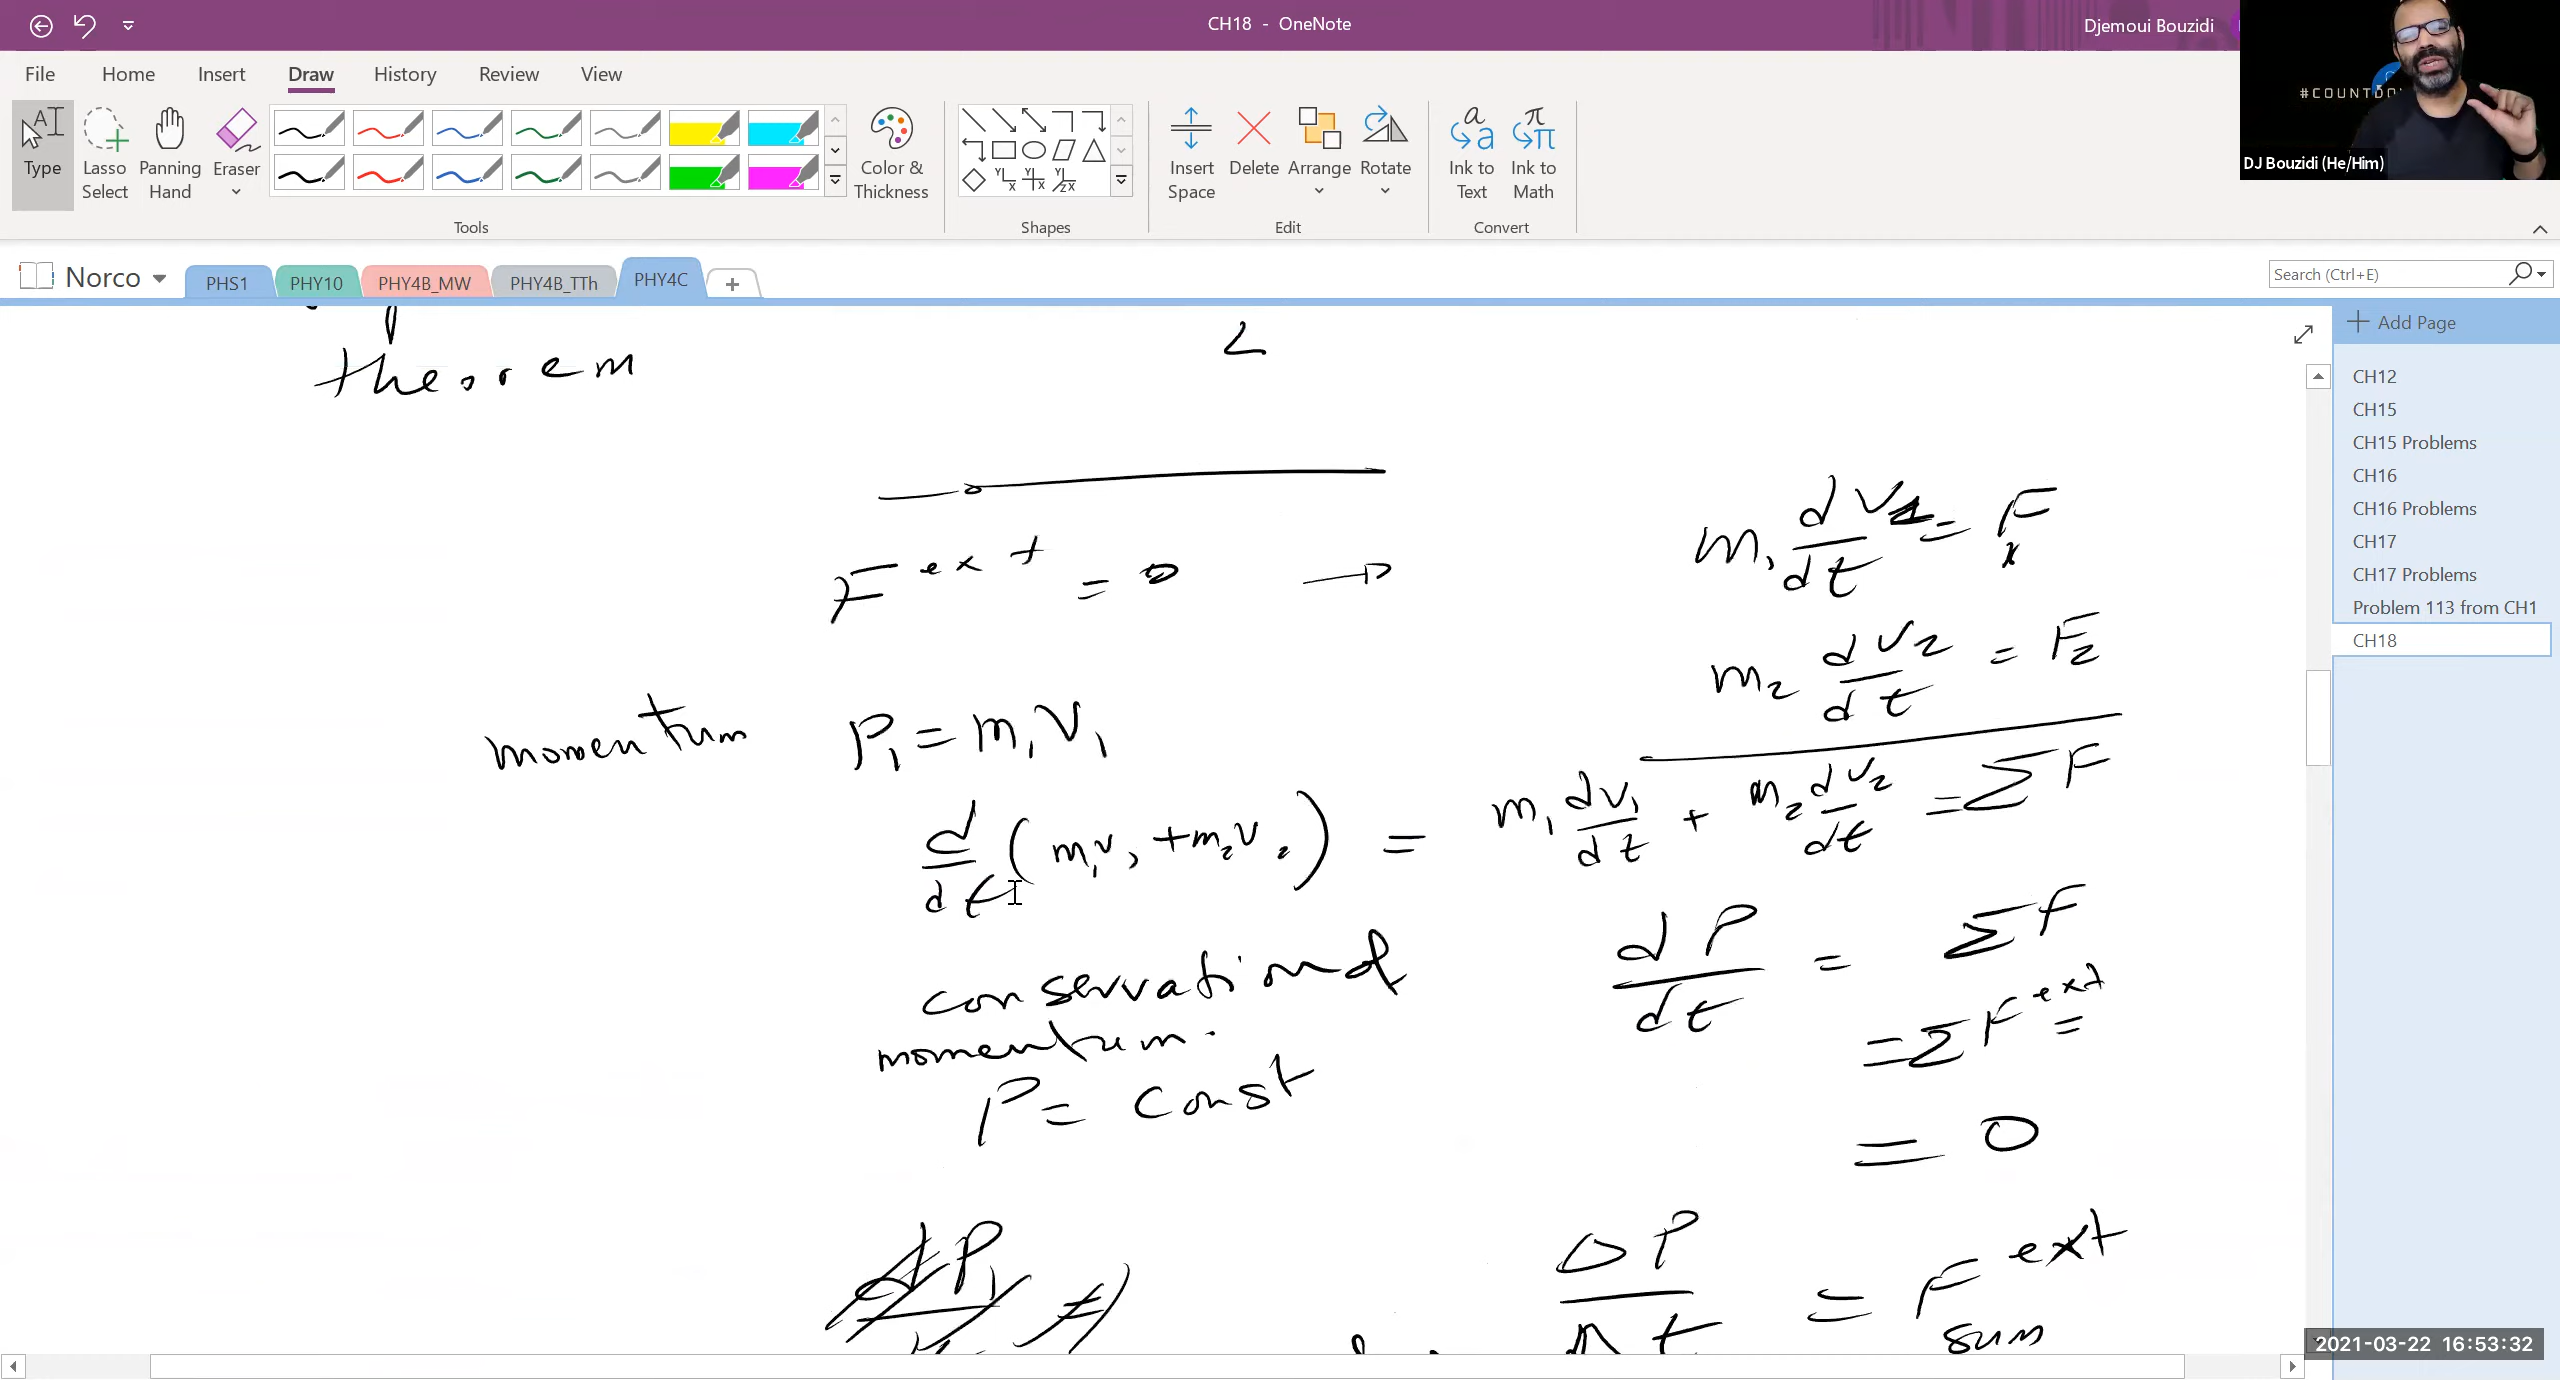 CH18 - OneNote
Djemoui Bouzidi
File Home Insert Draw History Review View
#COUNTDO
DJ Bouzidi (He/Him)
Type
Lasso Select
Panning Hand
Eraser
Color & Thickness
Insert Space
Delete
Arrange
Rotate
Ink to Text
Ink to Math
Tools
Shapes
Edit
Convert
Norco
PHS1
PHY10
PHY4B_MW
PHY4B_TTh
PHY4C
Search (Ctrl+E)
Add Page
CH12
CH15
CH15 Problems
CH16
CH16 Problems
CH17
CH17 Problems
Problem 113 from CH1
CH18
theorem
2
F^ext = 0 →
m₁ dv₁/dt = F₁
m₂ dv₂/dt = F₂
momentum P₁ = m₁v₁
d/dt (m₁v₁ + m₂v₂) = m₁ dv₁/dt + m₂ dv₂/dt = ΣF
conservation of
momentum.
P = const
dP/dt = ΣF
= ΣF^ext =
= 0
ΔP/Δt = F^ext
sum
2021-03-22 16:53:32